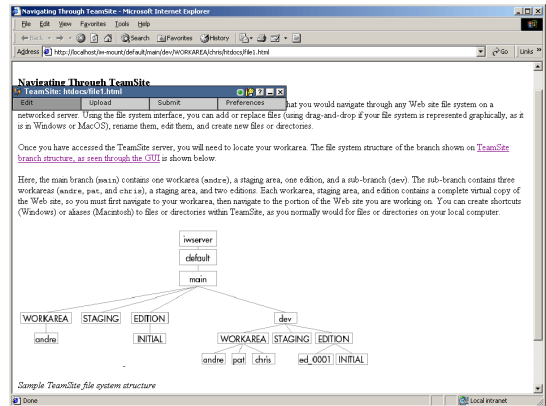 Navigating Through TeamSite - Microsoft Internet Explorer
File Edit View Favorites Tools Help
Back Search Favorites History
Address http://localhost/iw-mount/default/main/dev/WORKAREA/chris/htdocs/file1.html Go Links »
Navigating Through TeamSite
TeamSite: htdocs/file1.html
Edit Upload Submit Preferences
hat you would navigate through any Web site file system on a
networked server. Using the file system interface, you can add or replace files (using drag-and-drop if your file system is represented graphically, as it
is in Windows or MacOS), rename them, edit them, and create new files or directories.
Once you have accessed the TeamSite server, you will need to locate your workarea. The file system structure of the branch shown on TeamSite
branch structure, as seen through the GUI is shown below.
Here, the main branch (main) contains one workarea (andre), a staging area, one edition, and a sub-branch (dev). The sub-branch contains three
workareas (andre, pat, and chris), a staging area, and two editions. Each workarea, staging area, and edition contains a complete virtual copy of
the Web site, so you must first navigate to your workarea, then navigate to the portion of the Web site you are working on. You can create shortcuts
(Windows) or aliases (Macintosh) to files or directories within TeamSite, as you normally would for files or directories on your local computer.
iwserver
default
main
WORKAREA STAGING EDITION dev
andre INITIAL WORKAREA STAGING EDITION
andre pat chris ed_0001 INITIAL
Sample TeamSite file system structure
Done Local intranet